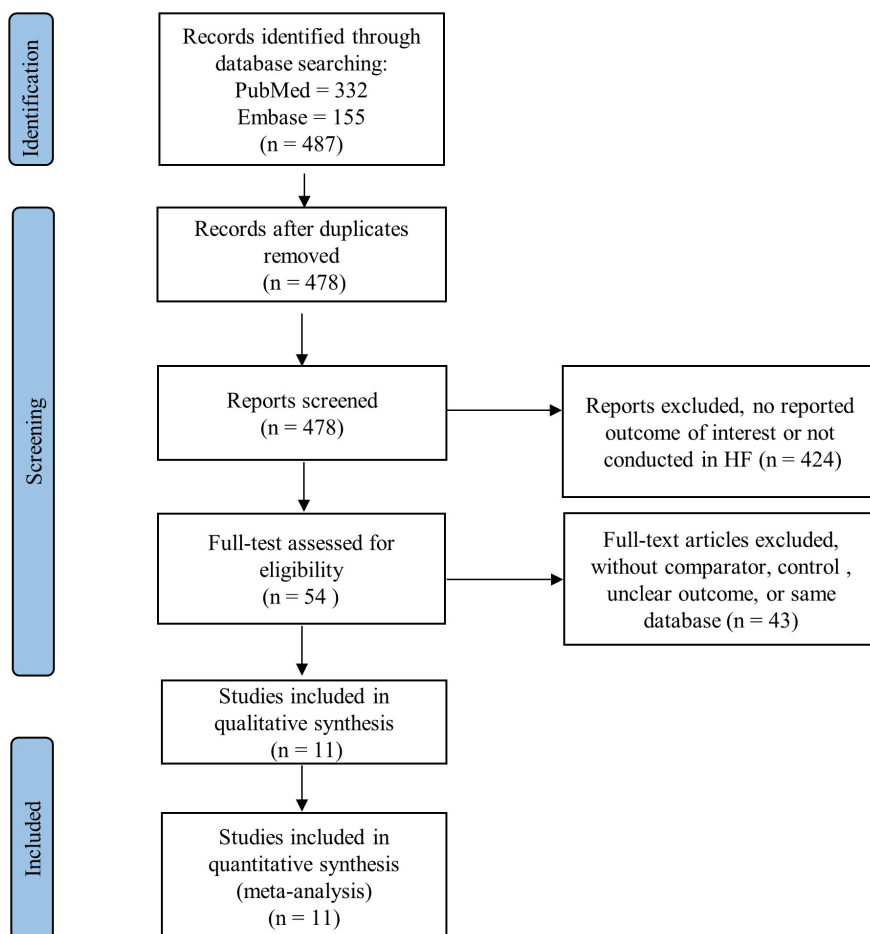 Identification
Records identified through
database searching:
PubMed = 332
Embase = 155
(n = 487)
Screening
Records after duplicates
removed
(n = 478)
Reports screened
(n = 478)
Reports excluded, no reported
outcome of interest or not
conducted in HF (n = 424)
Full-test assessed for
eligibility
(n = 54 )
Full-text articles excluded,
without comparator, control ,
unclear outcome, or same
database (n = 43)
Studies included in
qualitative synthesis
(n = 11)
Included
Studies included in
quantitative synthesis
(meta-analysis)
(n = 11)